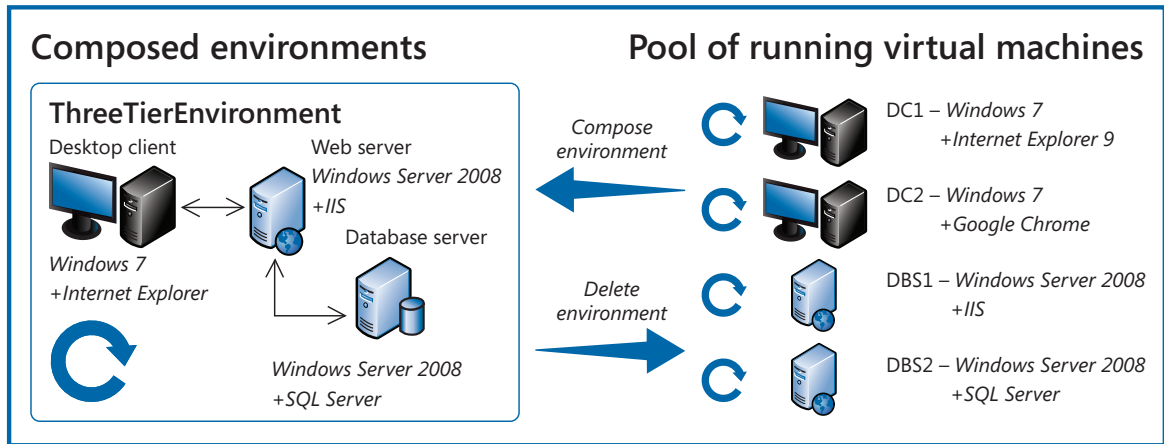 Composed environments
ThreeTierEnvironment
Desktop client
Web server
Windows Server 2008
+IIS
Database server
Windows 7
+Internet Explorer
Windows Server 2008
+SQL Server
Compose
environment
Delete
environment
Pool of running virtual machines
DC1 – Windows 7
+Internet Explorer 9
DC2 – Windows 7
+Google Chrome
DBS1 – Windows Server 2008
+IIS
DBS2 – Windows Server 2008
+SQL Server